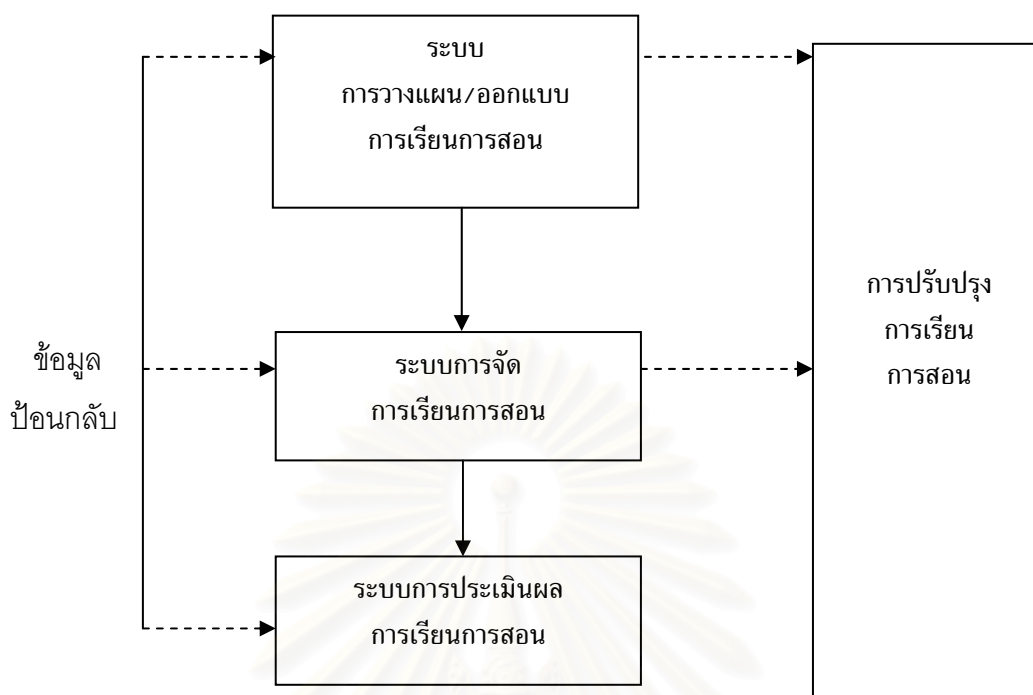 ระบบ
การวางแผน/ออกแบบ
การเรียนการสอน
การปรับปรุง
การเรียน
การสอน
ข้อมูล
ป้อนกลับ
ระบบการจัด
การเรียนการสอน
ระบบการประเมินผล
การเรียนการสอน